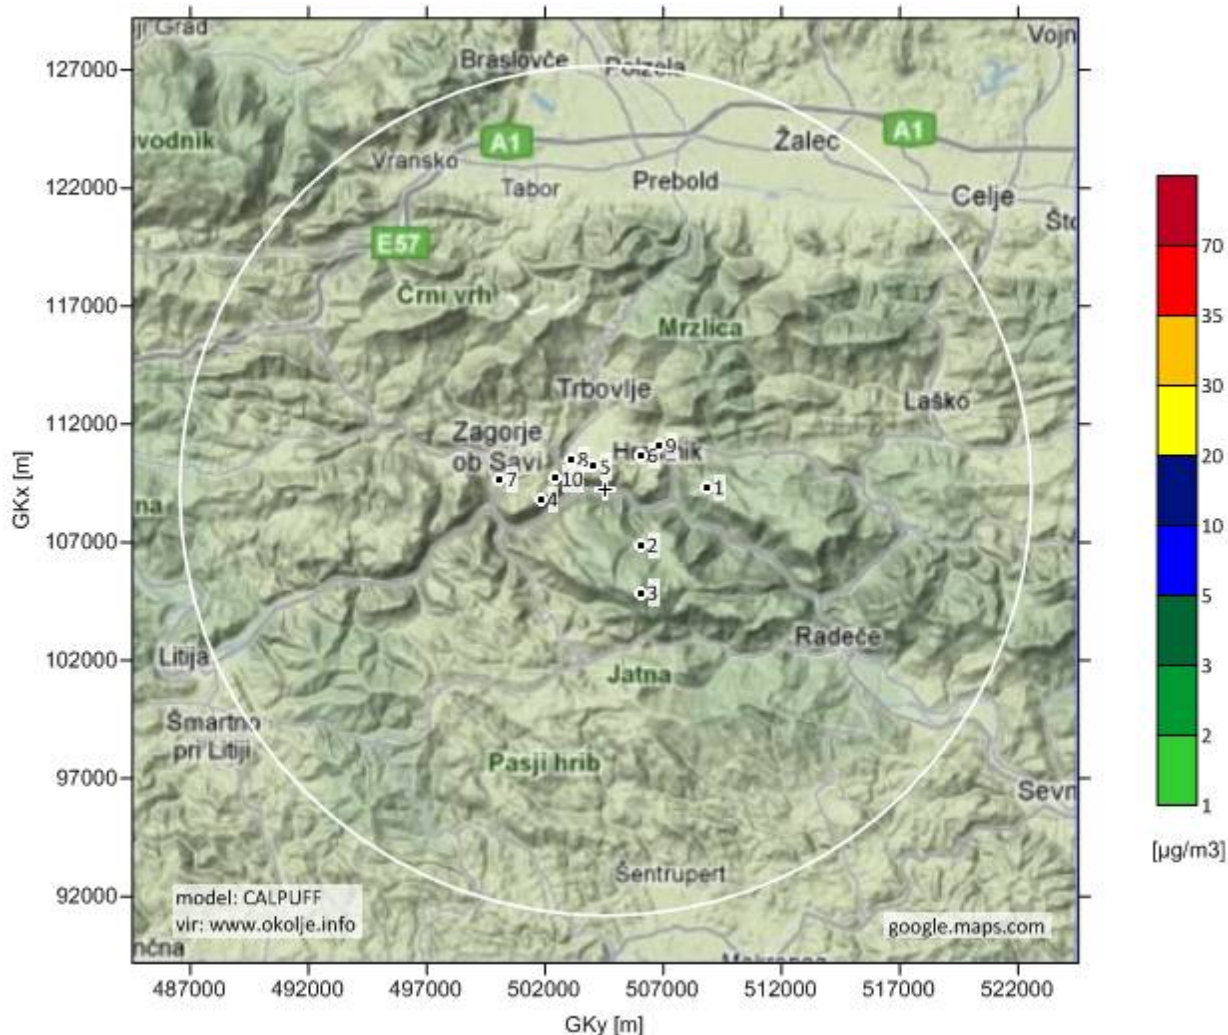 127000
122000
117000
112000
107000
102000
97000
92000
GKx [m]
ji Grad
Vojn
Braslovče
Polzela
A1
A1
vodnik
Vransko
Žalec
Tabor
Prebold
Celje
Što
E57
Črni vrh
Mrzlica
Trbovlje
Laško
Zagorje
ob Savi
Hrastnik
9
8
5
6
7
10
4
1
na
2
3
Radeče
Litija
Jatna
Šmartno
pri Litiji
Pasji hrib
Sevn
Šentrupert
model: CALPUFF
vir: www.okolje.info
google.maps.com
nčna
487000
492000
497000
502000
507000
512000
517000
522000
GKy [m]
70
35
30
20
10
5
3
2
1
[µg/m3]